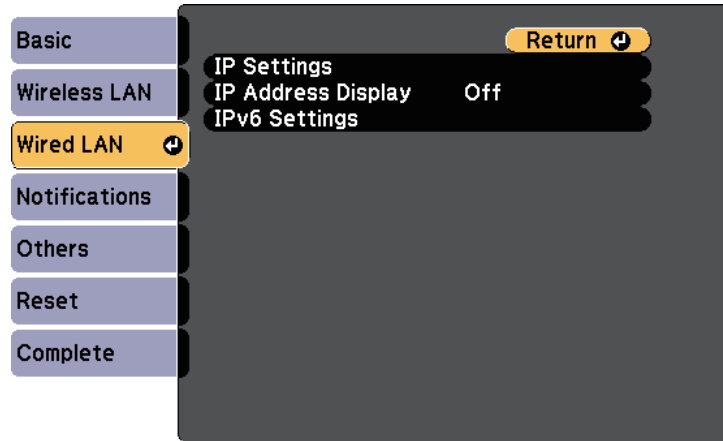 Basic
Wireless LAN
Wired LAN
Notifications
Others
Reset
Complete
Return
IP Settings
IP Address Display Off
IPv6 Settings